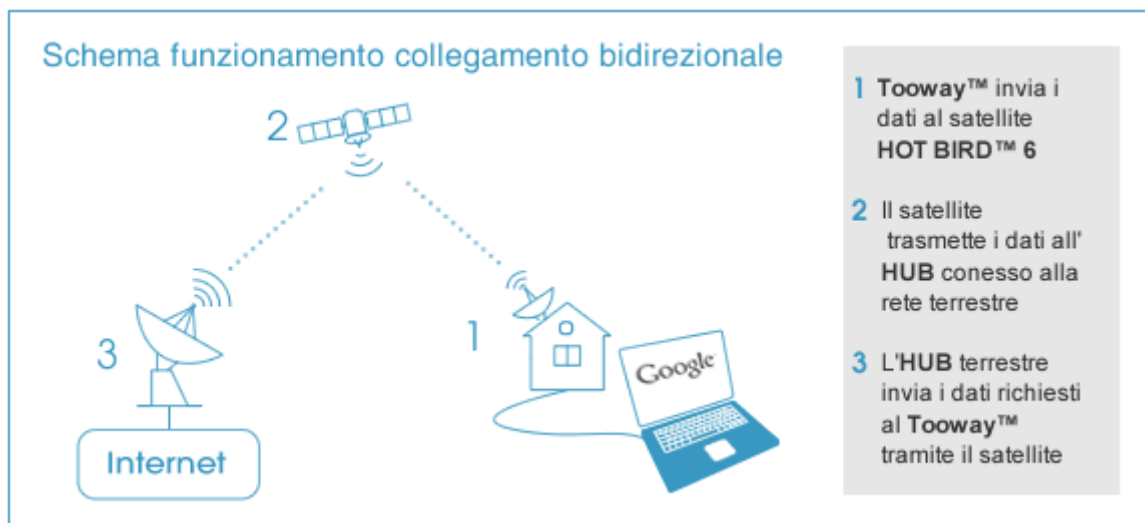 Schema funzionamento collegamento bidirezionale
2
3
1
Google
Internet
1 Tooway™ invia i
dati al satellite
HOT BIRD™ 6
2 Il satellite
trasmette i dati all'
HUB conesso alla
rete terrestre
3 L'HUB terrestre
invia i dati richiesti
al Tooway™
tramite il satellite